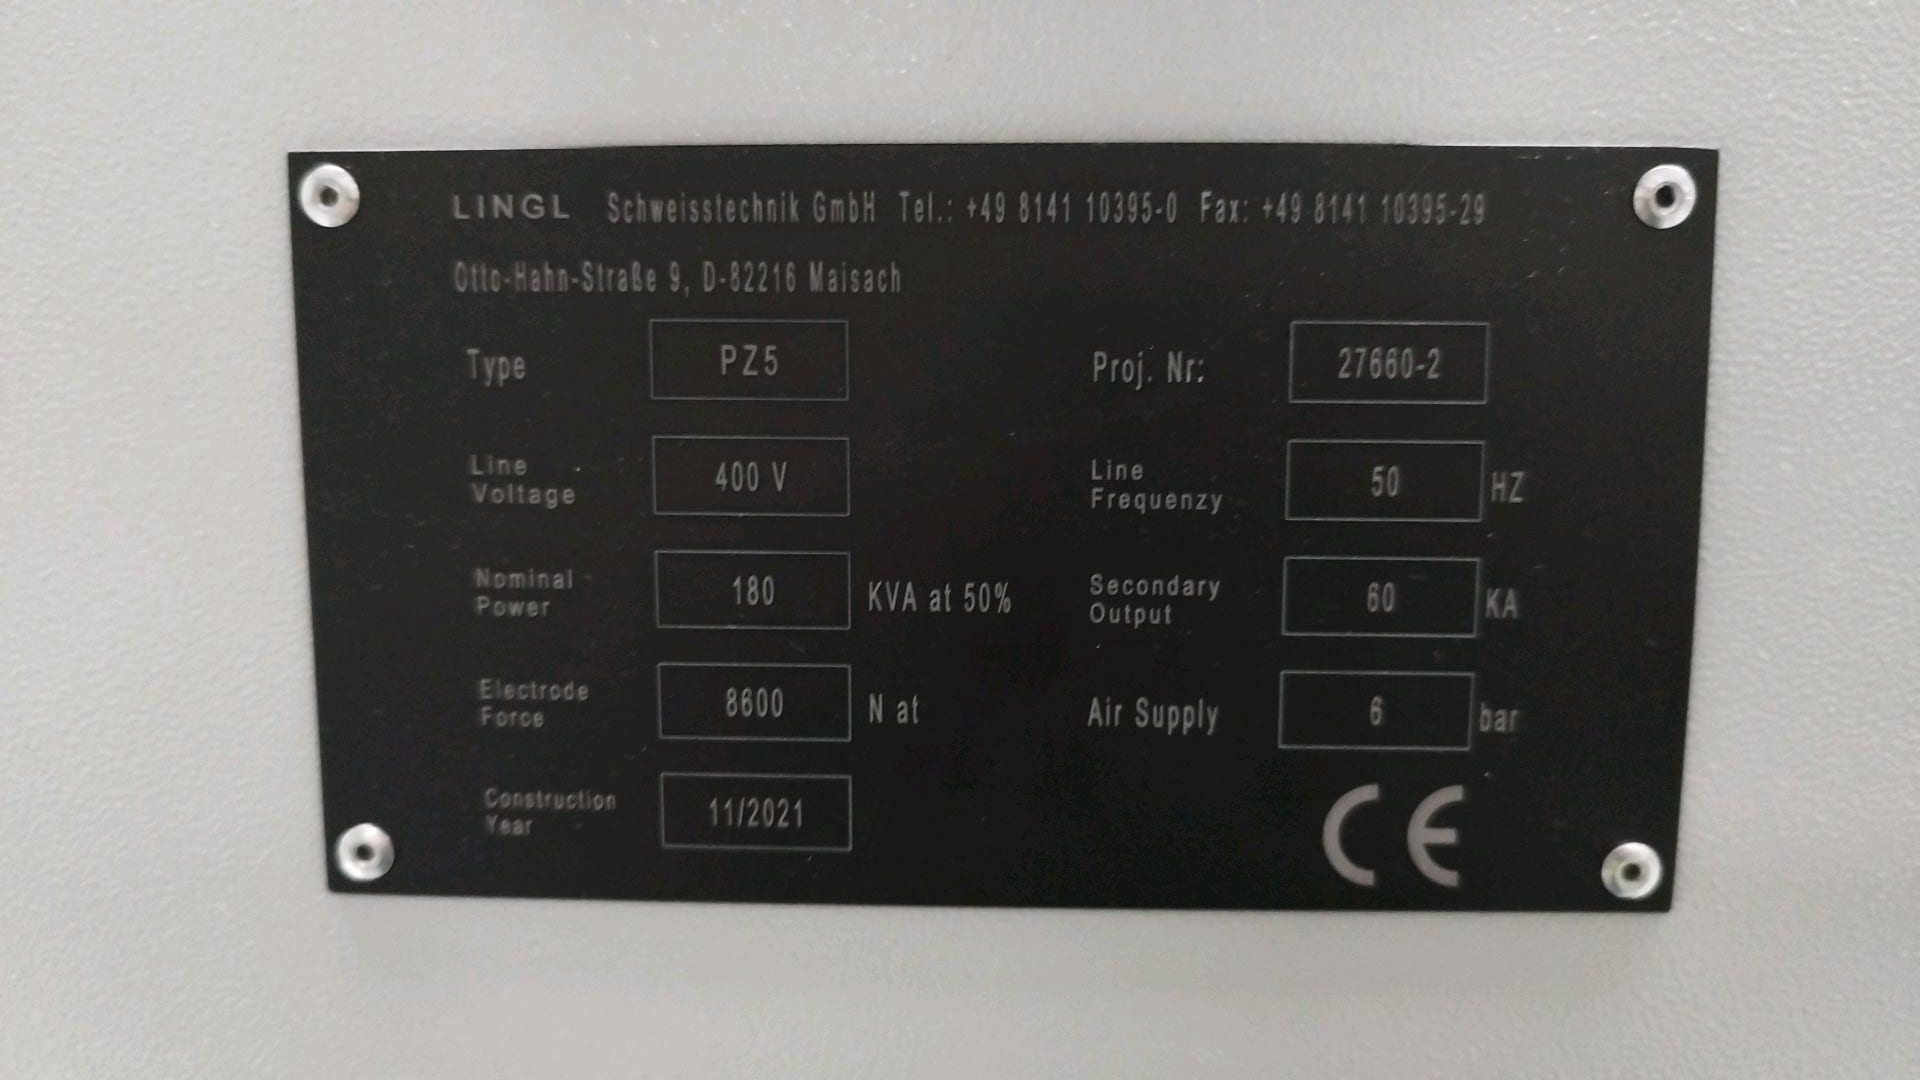 LINGL Schweisstechnik GmbH Tel.: +49 8141 10395-0 Fax: +49 8141 10395-29
Otto-Hahn-Straße 9, D-82216 Maisach
Type PZ5 Proj. Nr: 27660-2
Line Voltage 400 V Line Frequenzy 50 HZ
Nominal Power 180 KVA at 50% Secondary Output 60 KA
Electrode Force 8600 N at Air Supply 6 bar
Construction Year 11/2021
CE